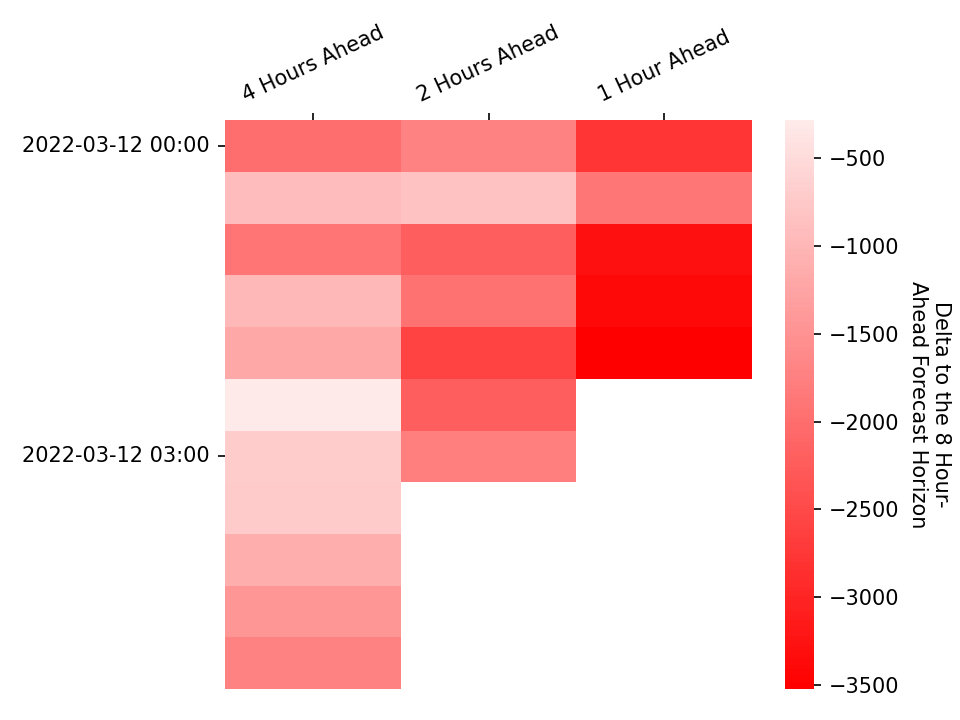 4 Hours Ahead
2 Hours Ahead
1 Hour Ahead
2022-03-12 00:00
2022-03-12 03:00
−500
−1000
−1500
−2000
−2500
−3000
−3500
Delta to the 8 Hour-
Ahead Forecast Horizon